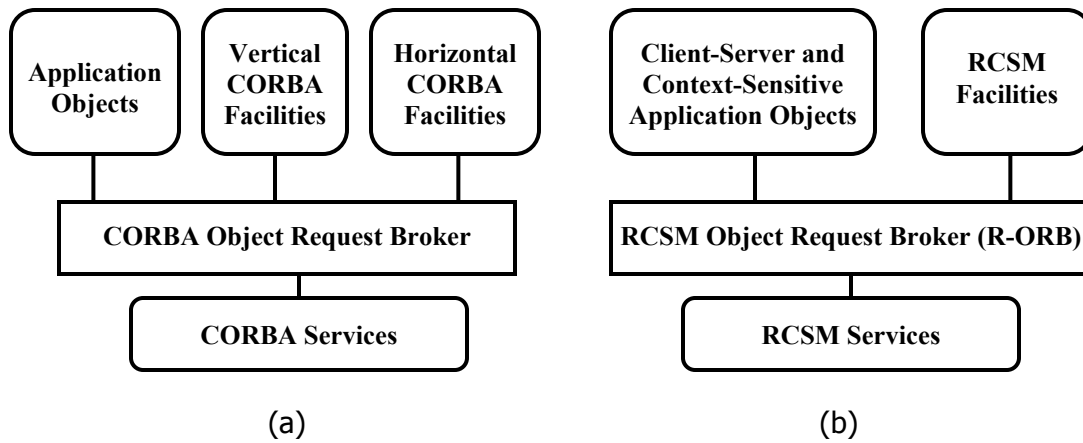 Application
Objects
Vertical
CORBA
Facilities
Horizontal
CORBA
Facilities
CORBA Object Request Broker
CORBA Services
(a)
Client-Server and
Context-Sensitive
Application Objects
RCSM
Facilities
RCSM Object Request Broker (R-ORB)
RCSM Services
(b)